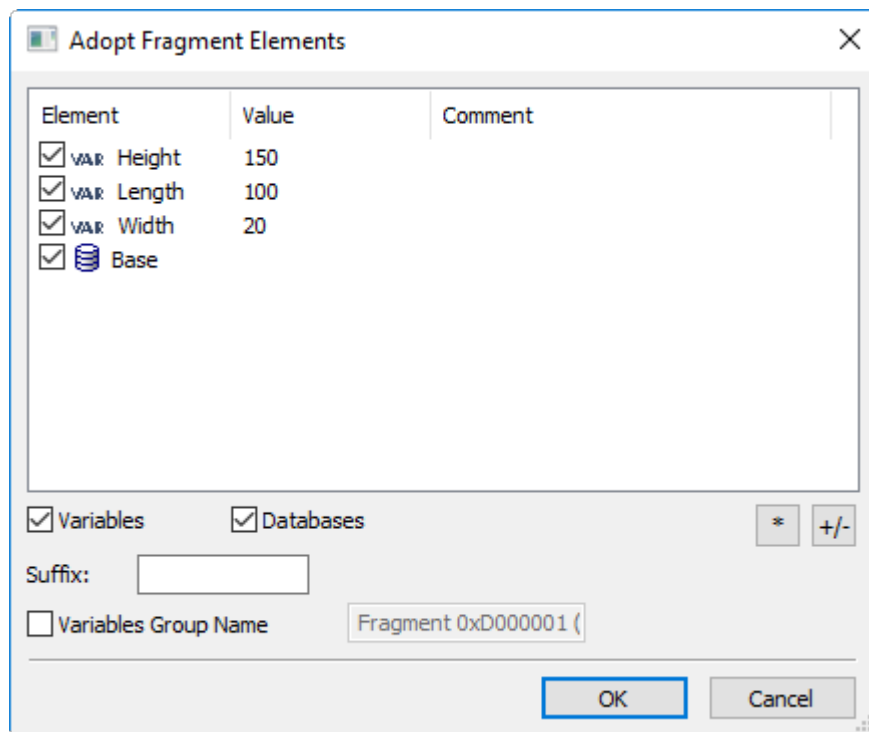 Adopt Fragment Elements
Element Value Comment
VAR Height 150
VAR Length 100
VAR Width 20
Base
Variables Databases * +/-
Suffix:
Variables Group Name Fragment 0xD000001 (
OK Cancel